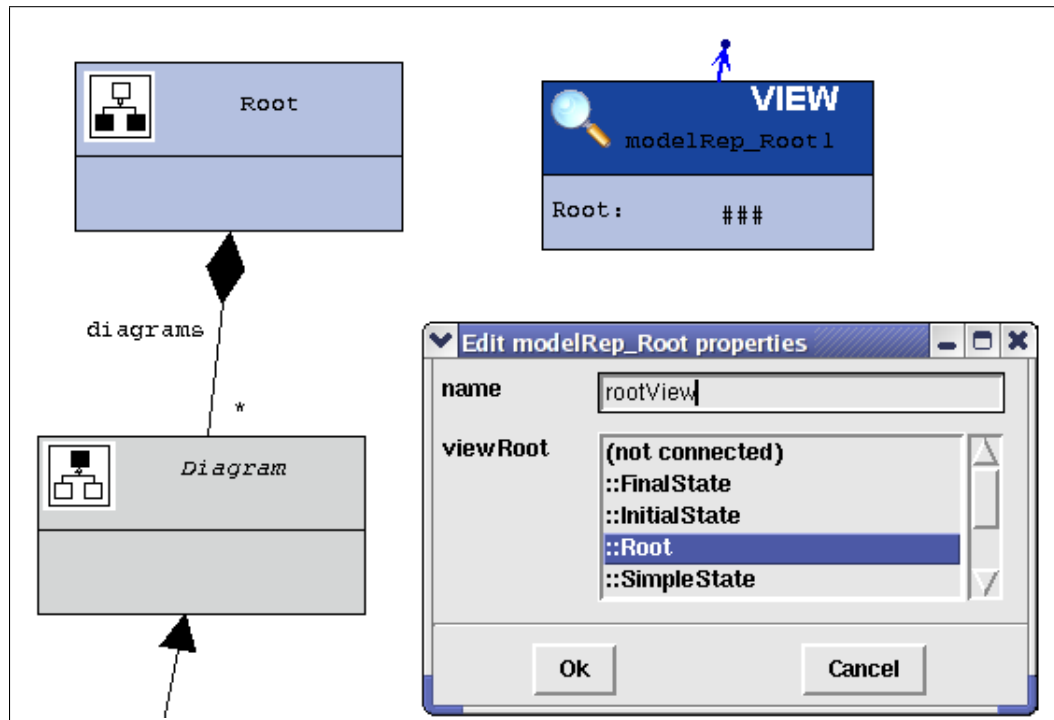 Root
VIEW
modelRep_Root1
Root: ###
diagrams
*
Diagram
Edit modelRep_Root properties
name rootView
viewRoot (not connected)
::FinalState
::InitialState
::Root
::SimpleState
Ok Cancel